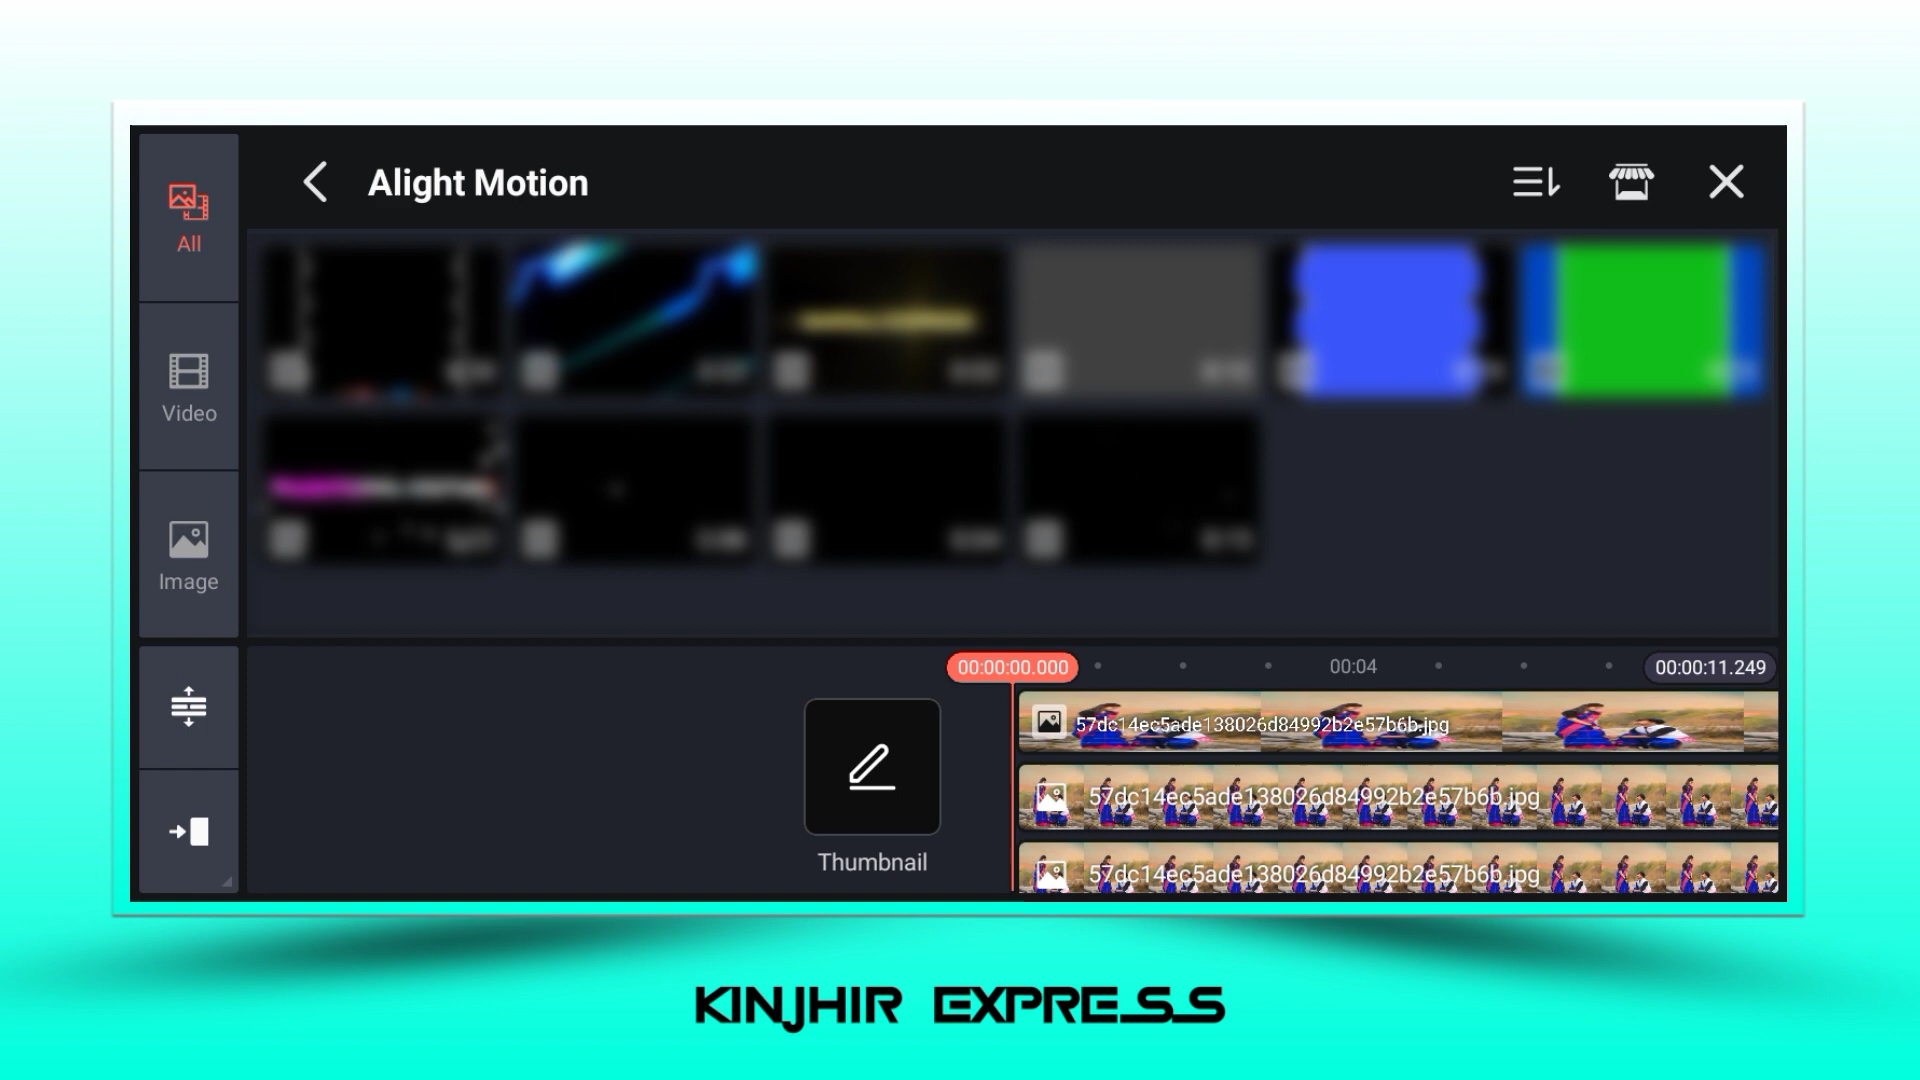 Alight Motion
All
Video
Image
00:00:00.000
00:04
00:00:11.249
57dc14ec5ade138026d84992b2e57b6b.jpg
57dc14ec5ade138026d84992b2e57b6b.jpg
57dc14ec5ade138026d84992b2e57b6b.jpg
Thumbnail
KINJHIR EXPRESS